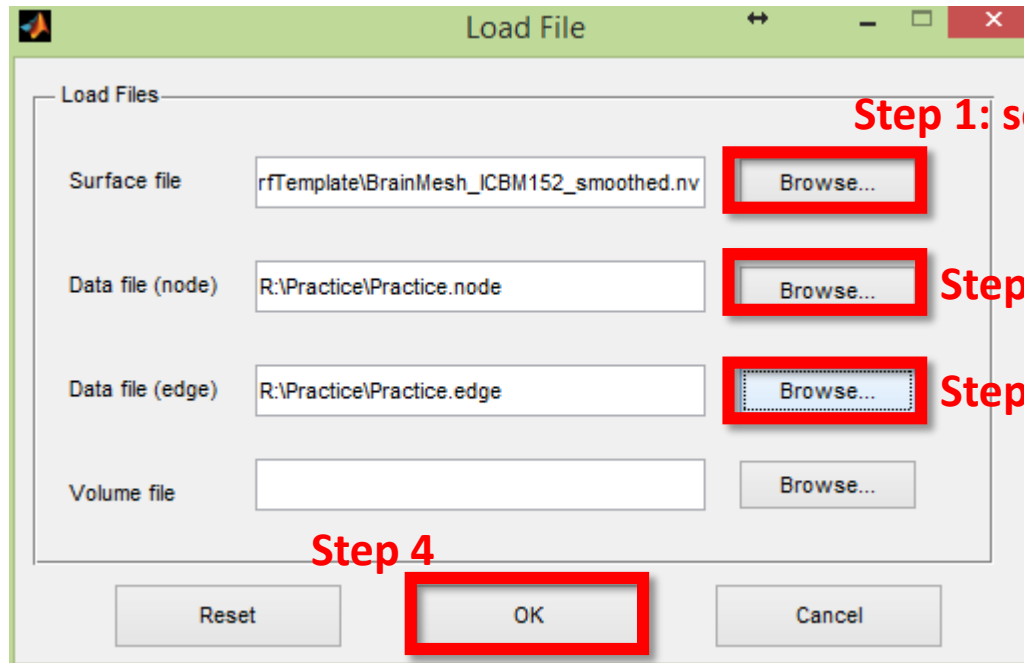 Load File
Load Files
Step 1: s
Surface file rfTemplate\BrainMesh_ICBM152_smoothed.nv Browse...
Data file (node) R:\Practice\Practice.node Browse... Step
Data file (edge) R:\Practice\Practice.edge Browse... Step
Volume file Browse...
Step 4
Reset OK Cancel